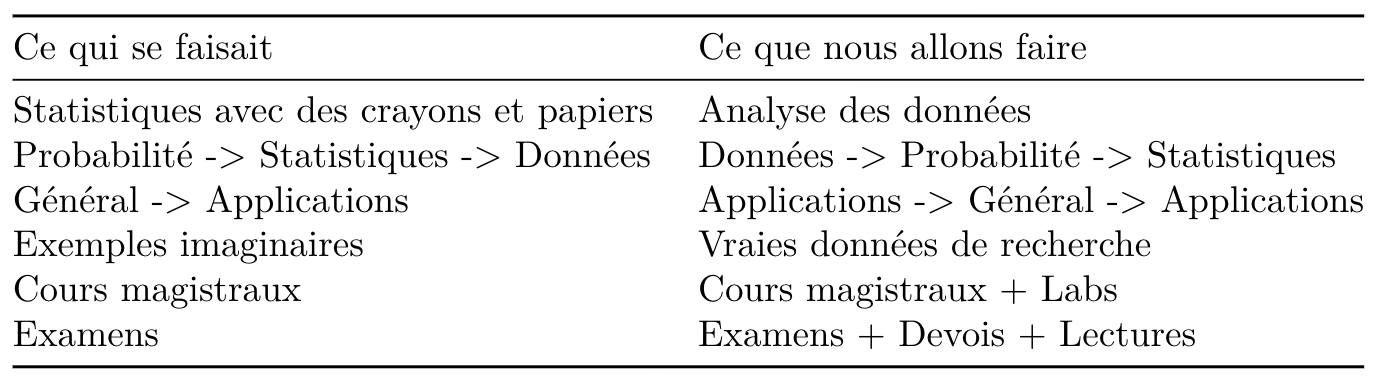 Ce qui se faisait Ce que nous allons faire
Statistiques avec des crayons et papiers Analyse des données
Probabilité -> Statistiques -> Données Données -> Probabilité -> Statistiques
Général -> Applications Applications -> Général -> Applications
Exemples imaginaires Vraies données de recherche
Cours magistraux Cours magistraux + Labs
Examens Examens + Devois + Lectures